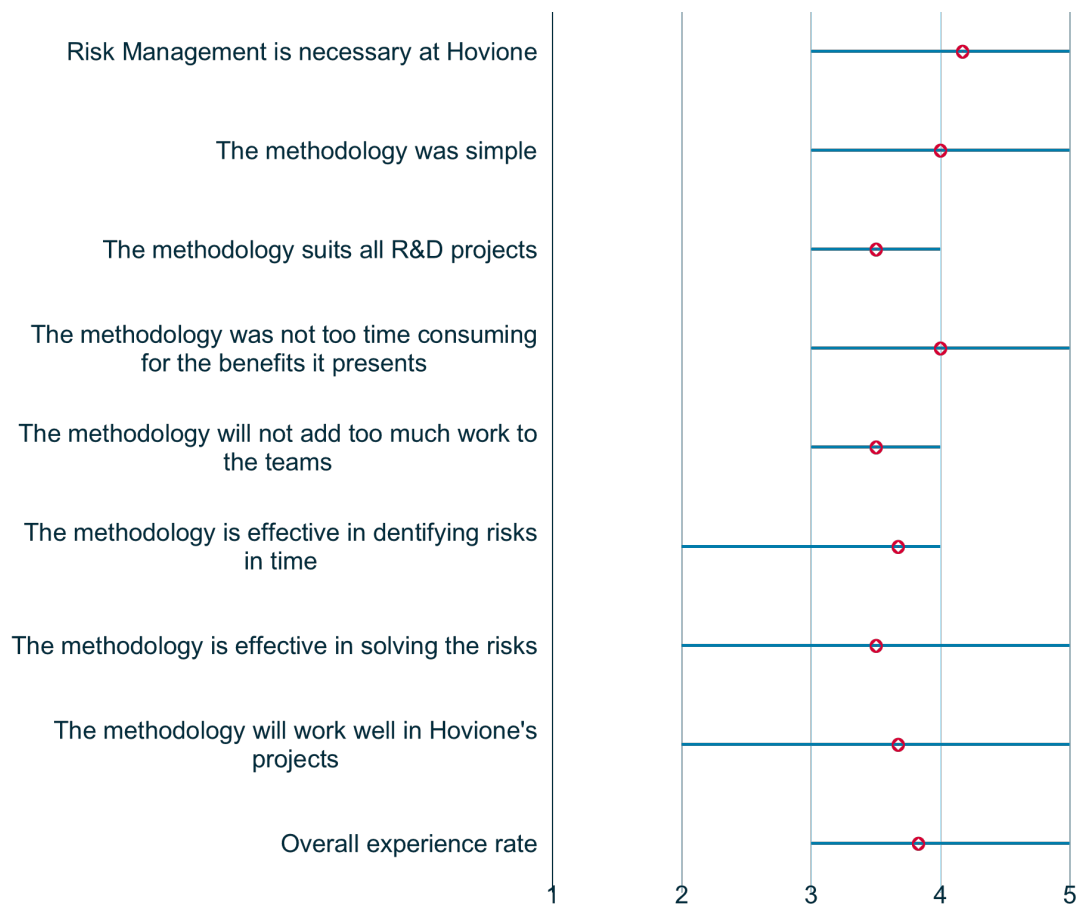 Risk Management is necessary at Hovione
The methodology was simple
The methodology suits all R&D projects
The methodology was not too time consuming
for the benefits it presents
The methodology will not add too much work to
the teams
The methodology is effective in dentifying risks
in time
The methodology is effective in solving the risks
The methodology will work well in Hovione's
projects
Overall experience rate
1 2 3 4 5